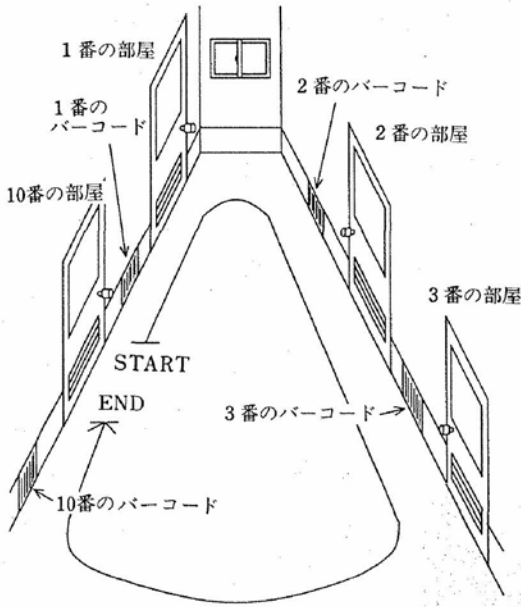 1番の部屋
1番の
バーコード
2番のバーコード
2番の部屋
10番の部屋
3番の部屋
START
END
3番のバーコード
10番のバーコード